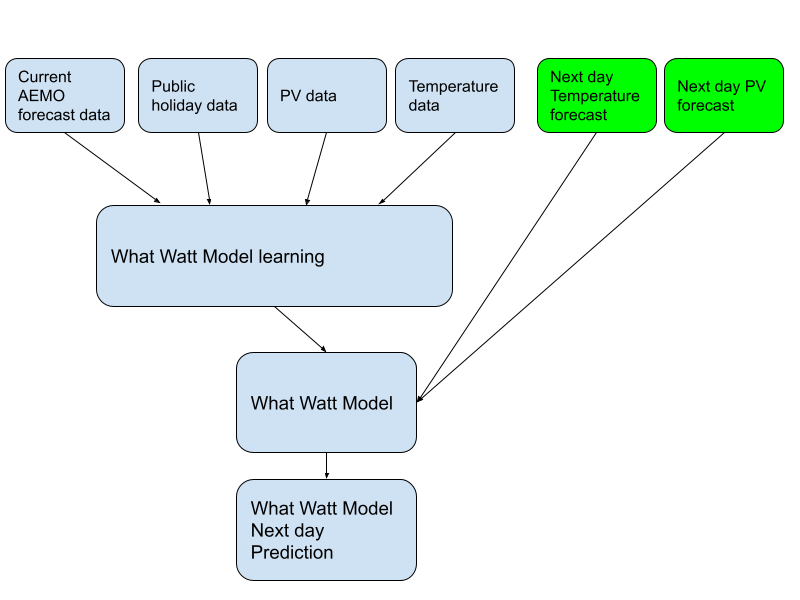 Current
AEMO
forecast data
Public
holiday data
PV data
Temperature
data
Next day
Temperature
forecast
Next day PV
forecast
What Watt Model learning
What Watt Model
What Watt Model
Next day
Prediction